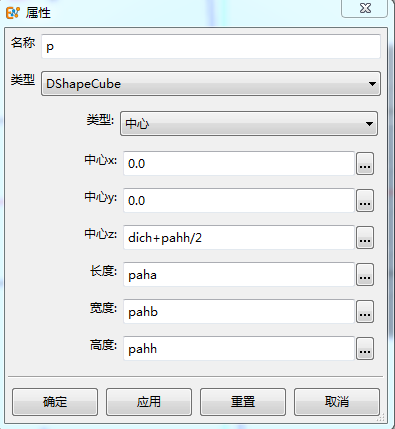 属性
名称 p
类型 DShapeCube
类型: 中心
中心x: 0.0 ...
中心y: 0.0 ...
中心z: dich+pahh/2 ...
长度: paha ...
宽度: pahb ...
高度: pahh ...
确定 应用 重置 取消